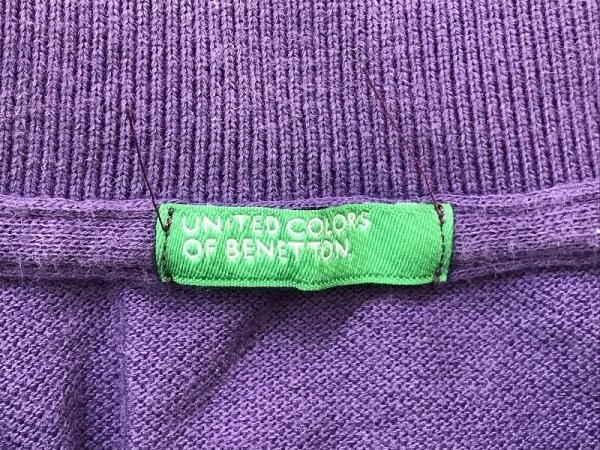 UNITED COLORS
OF BENETTON.